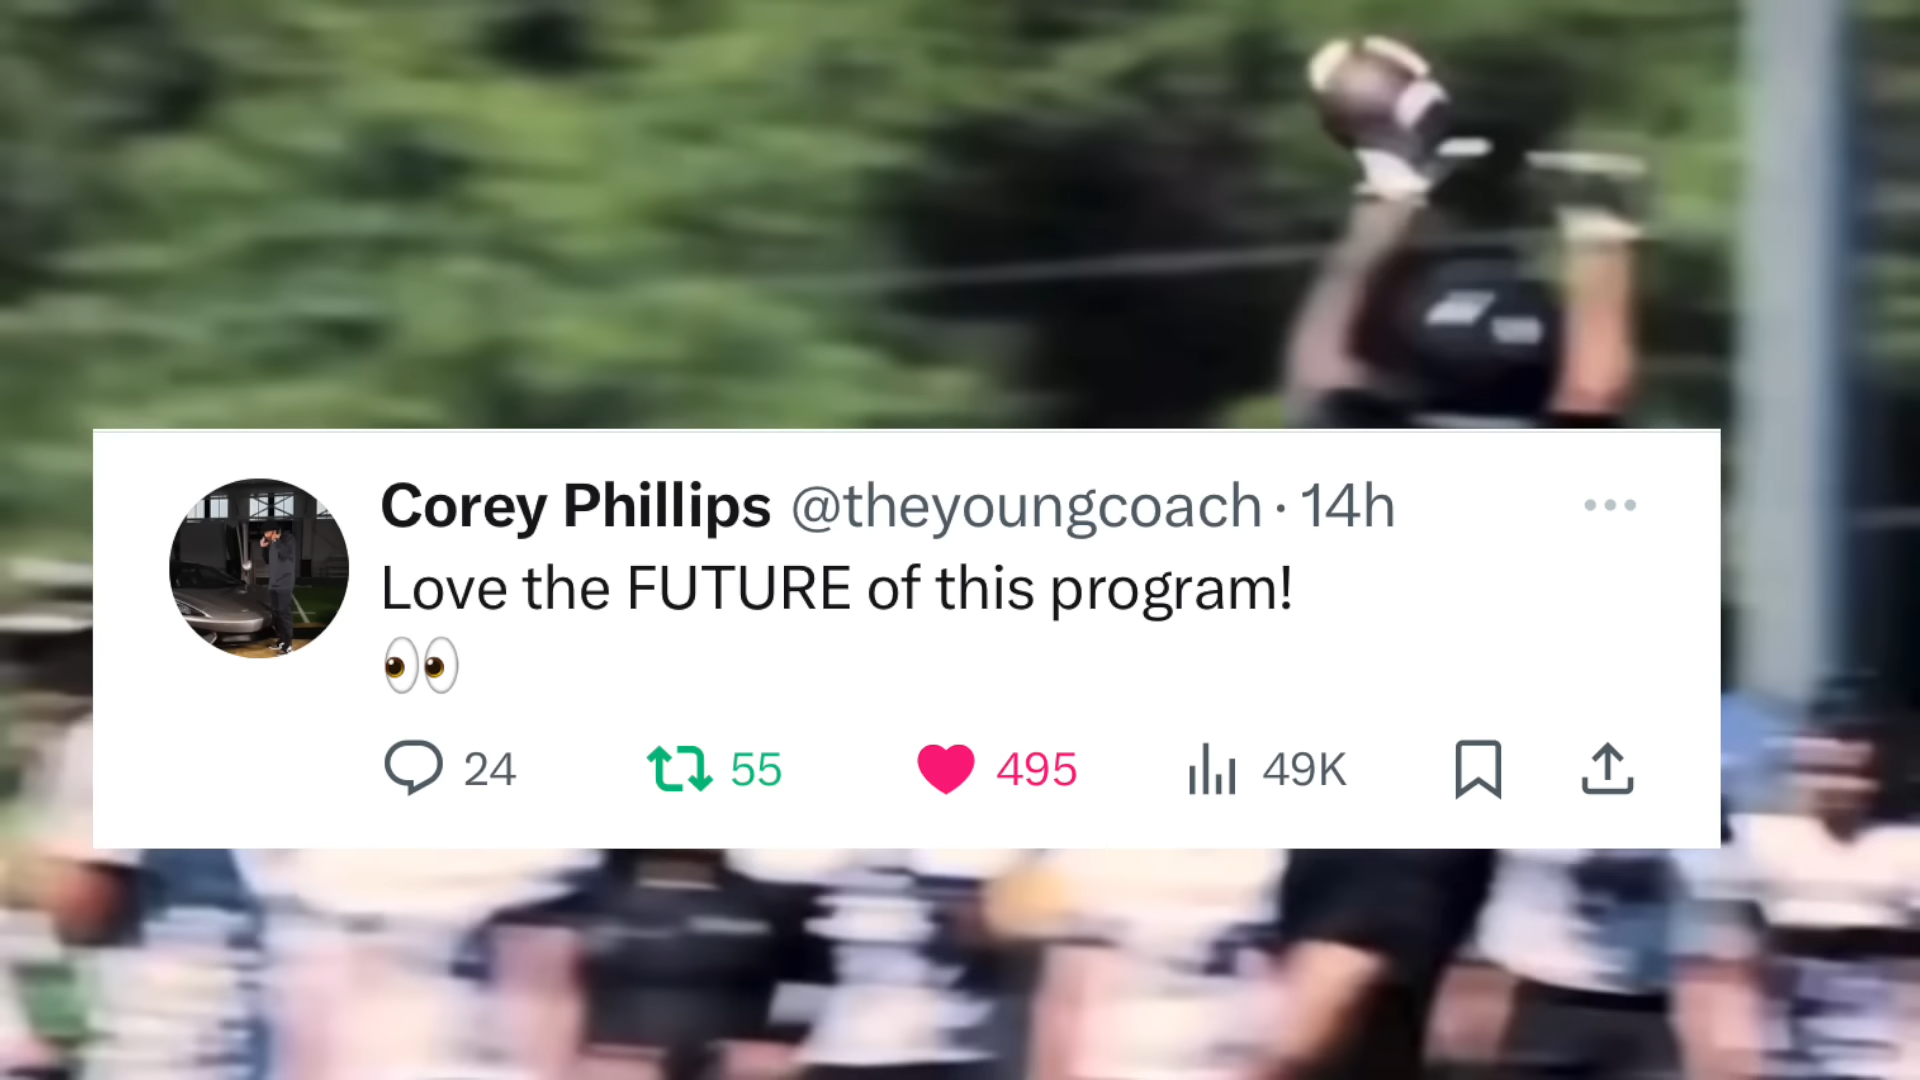 Corey Phillips @theyoungcoach · 14h
Love the FUTURE of this program!
👀
24 55 495 49K